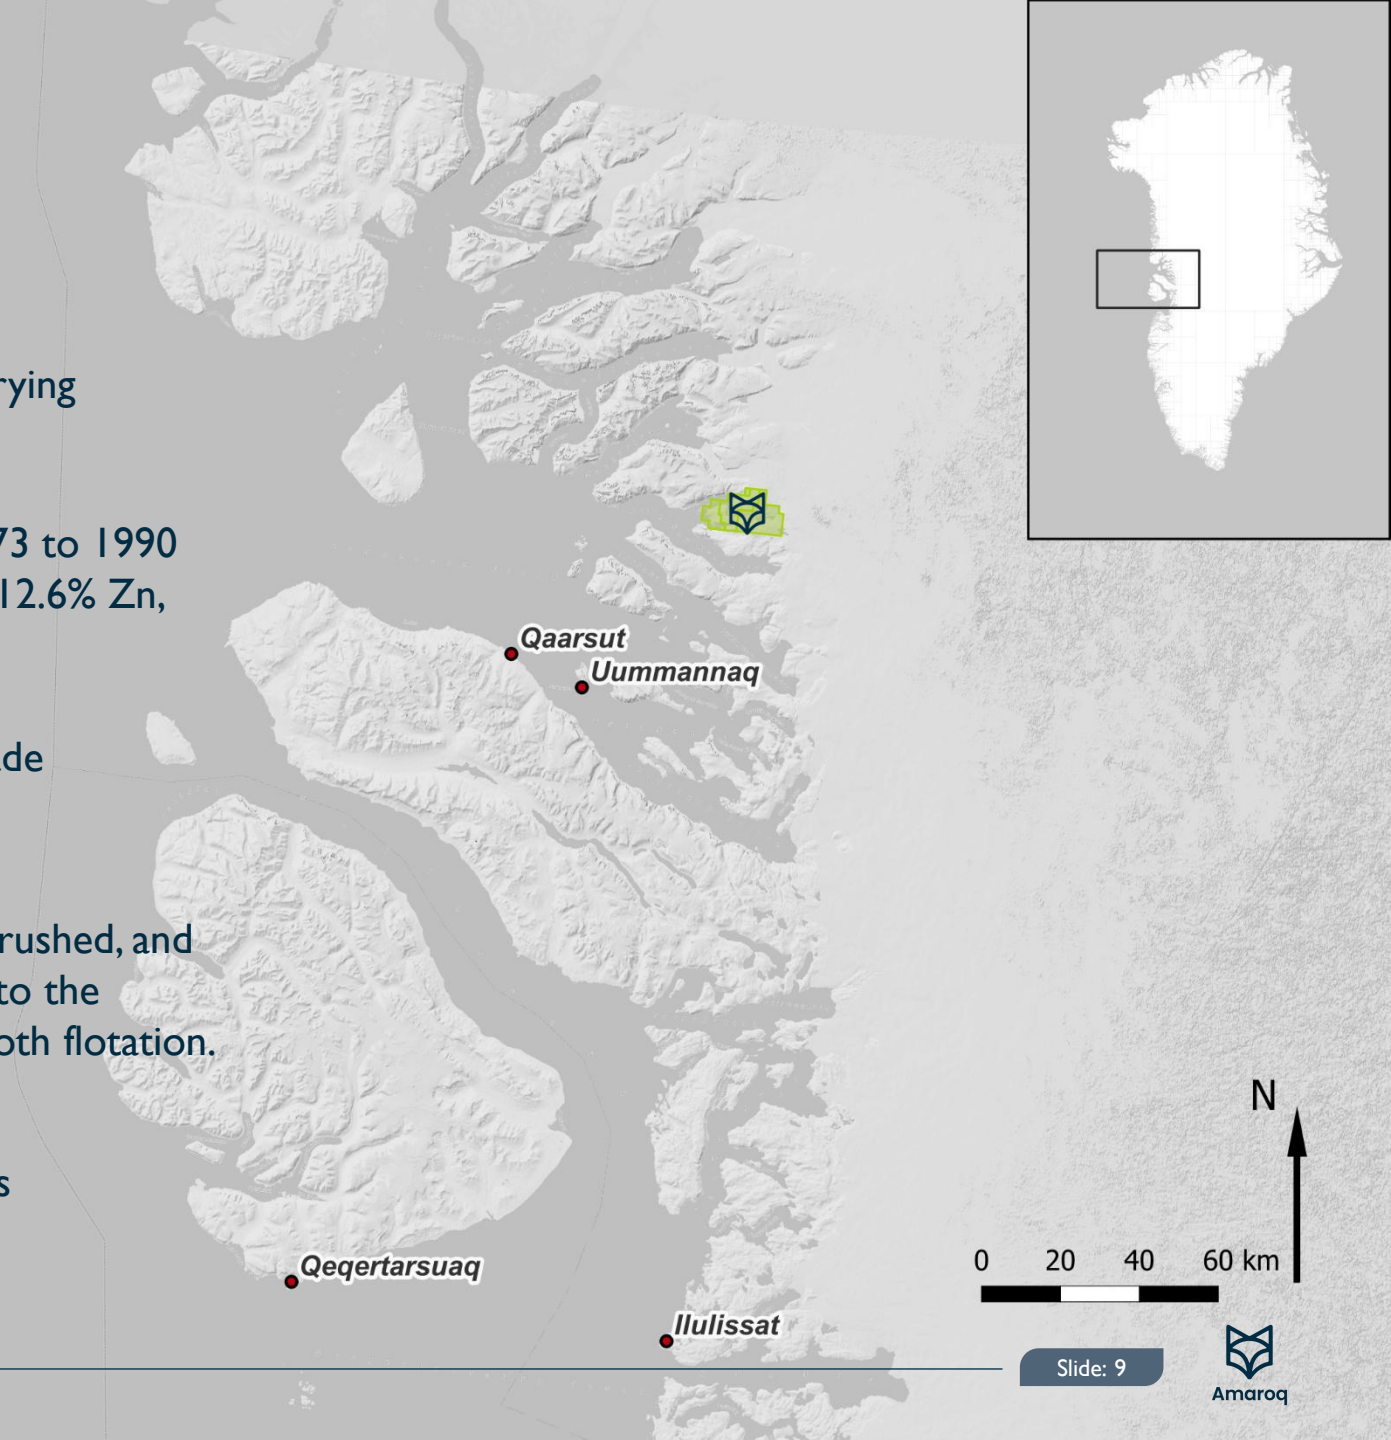 rying
73 to 1990
12.6% Zn,
Qaarsut
Uummannaq
de
rushed, and
to the
oth flotation.
s
N
0 20 40 60 km
Qeqertarsuaq
Ilulissat
Slide: 9
Amaroq